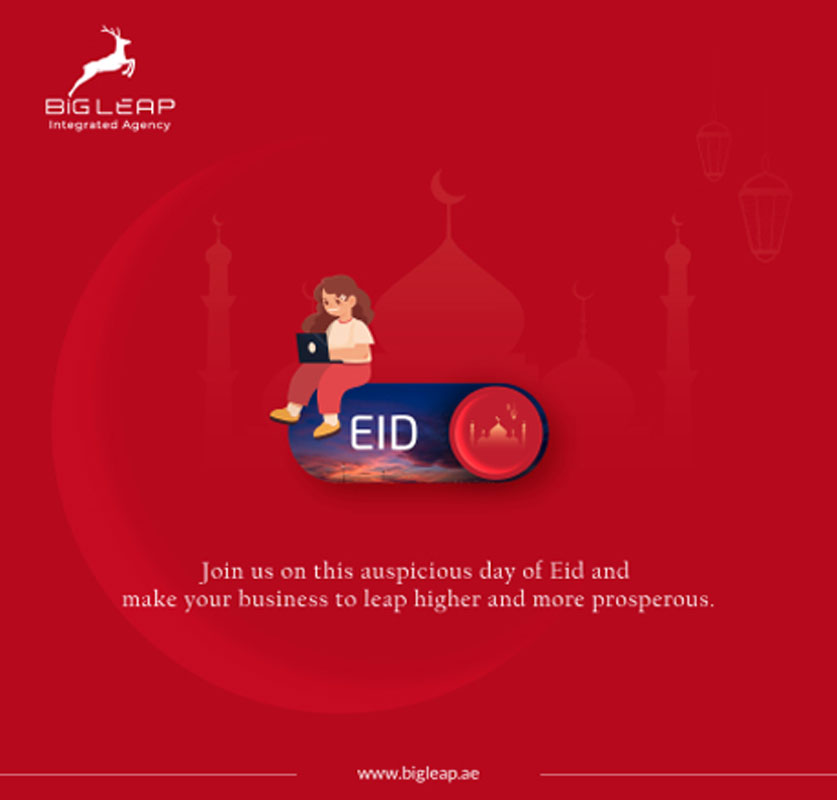 BIG LEAP
Integrated Agency
EID
Join us on this auspicious day of Eid and
make your business to leap higher and more prosperous.
www.bigleap.ae